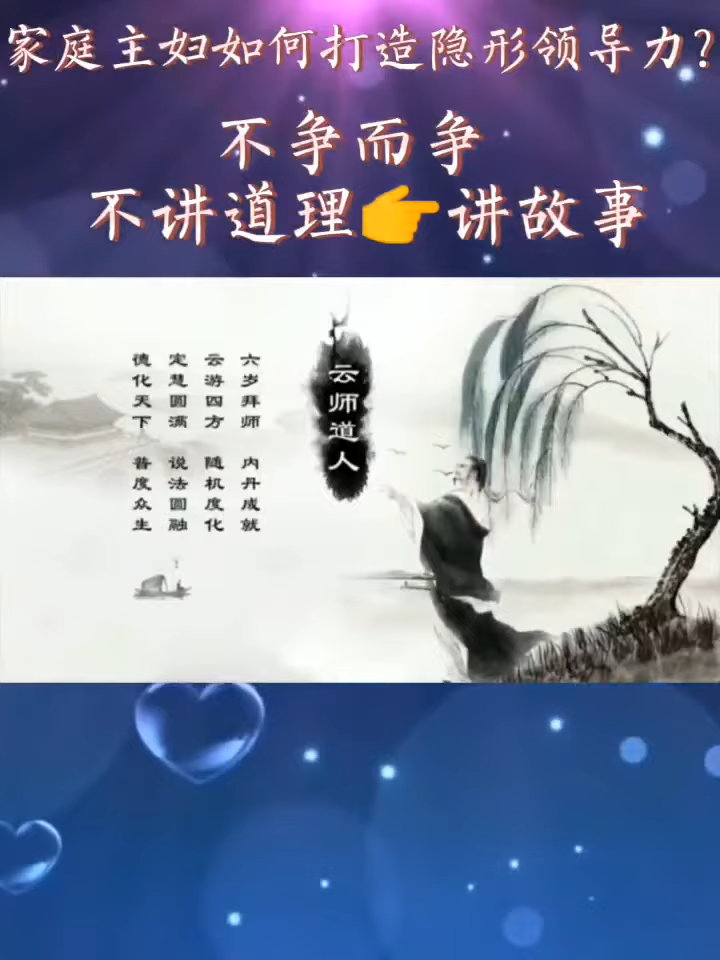 家庭主妇如何打造隐形领导力?
不争而争
不讲道理👉讲故事
云师道人
六岁拜师 内丹成就
云游四方 随机度化
定慧圆满 说法圆融
德化天下 普度众生